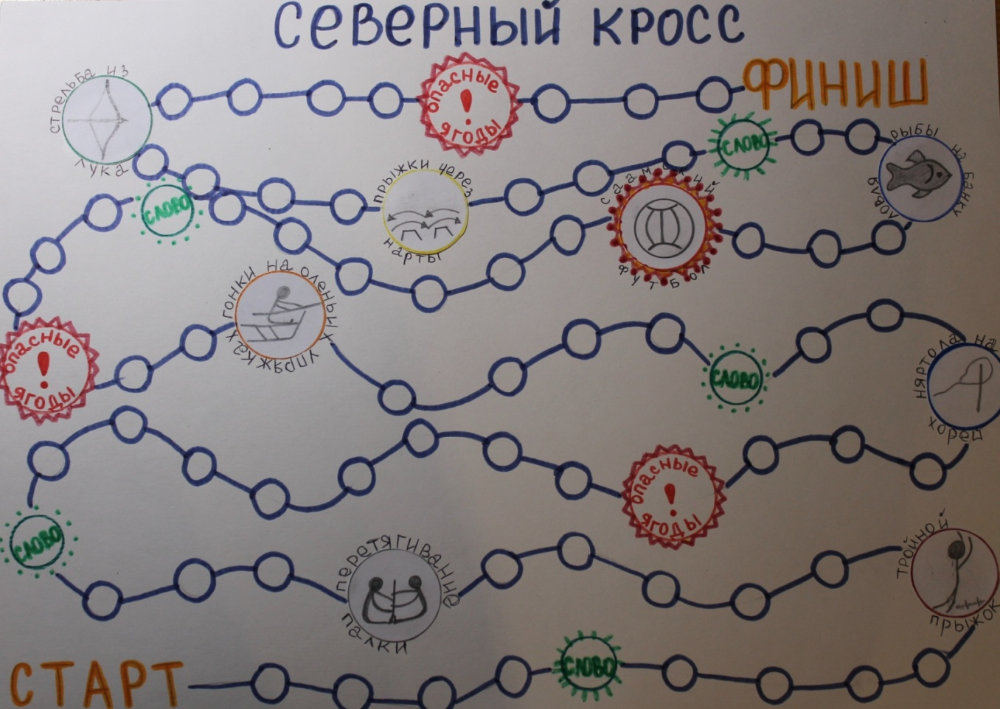 СЕВЕРНЫЙ КРОСС
ФИНИШ
СТРЕЛЬБА ИЗ
ЛУКА
ОПАСНЫЕ
!
ЯГОДЫ
СЛОВО
РЫБЫ НА
БАНКУ
ЛОВЛЯ
СЛОВО
ПРЫЖКИ ЧЕРЕЗ
НАРТЫ
СААМСКИЙ
ФУТБОЛ
ГОНКИ НА ОЛЕНЬИХ
УПРЯЖКАХ
ОПАСНЫЕ
!
ЯГОДЫ
СЛОВО
НЯРТОЛА НА
ХОРЕЙ
ОПАСНЫЕ
!
ЯГОДЫ
СЛОВО
ПЕРЕТЯГИВАНИЕ
ПАЛКИ
ТРОЙНОЙ
ПРЫЖОК
СТАРТ
СЛОВО